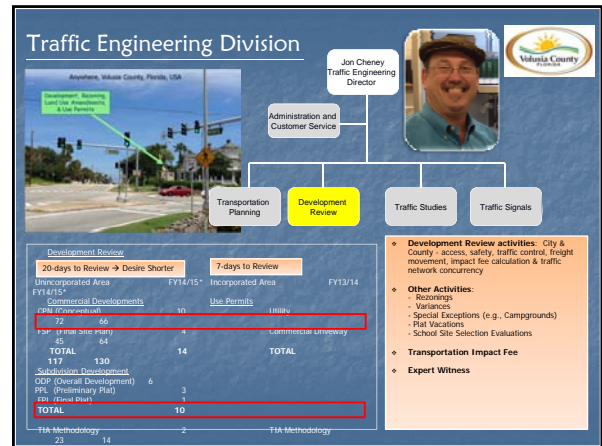 Traffic Engineering Division
Jon Cheney
Traffic Engineering
Director
Volusia County
FLORIDA
Anywhere, Volusia County, Florida, USA
Development, Rezoning,
Land Use Amendments,
& Use Permits
Administration and
Customer Service
Transportation
Planning
Development
Review
Traffic Studies
Traffic Signals
Development Review
20-days to Review → Desire Shorter
7-days to Review
Unincorporated Area FY14/15* Incorporated Area FY13/14
FY14/15*
Commercial Developments Use Permits
CPN (Conceptual) 10 Utility
72 66
FSP (Final Site Plan) 4 Commercial Driveway
45 64
TOTAL 14 TOTAL
117 130
Subdivision Development
ODP (Overall Development) 6
PPL (Preliminary Plat) 3
FPL (Final Plat) 1
TOTAL 10
TIA Methodology 2 TIA Methodology
23 14
❖ Development Review activities: City &
County - access, safety, traffic control, freight
movement, impact fee calculation & traffic
network concurrency
❖ Other Activities:
- Rezonings
- Variances
- Special Exceptions (e.g., Campgrounds)
- Plat Vacations
- School Site Selection Evaluations
❖ Transportation Impact Fee
❖ Expert Witness